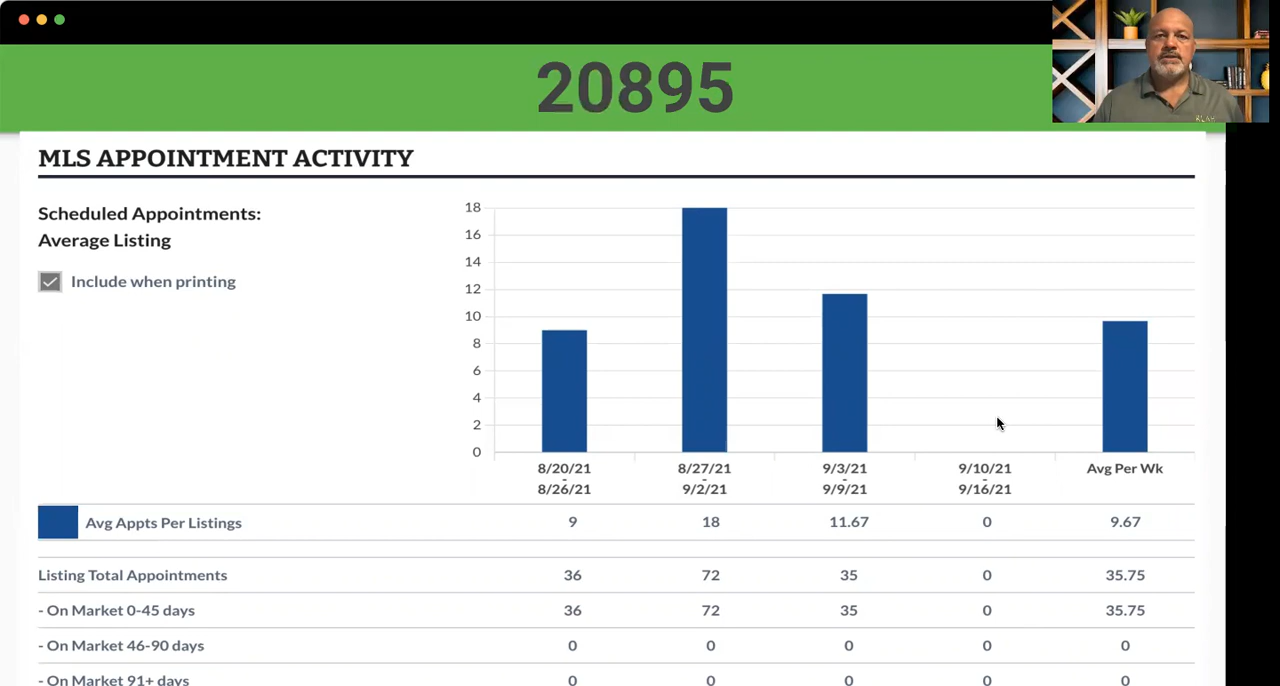 20895
MLS APPOINTMENT ACTIVITY
Scheduled Appointments:
Average Listing
Include when printing
18
16
14
12
10
8
6
4
2
0
8/20/21 - 8/26/21
8/27/21 - 9/2/21
9/3/21 - 9/9/21
9/10/21 - 9/16/21
Avg Per Wk
Avg Appts Per Listings 9 18 11.67 0 9.67
Listing Total Appointments 36 72 35 0 35.75
- On Market 0-45 days 36 72 35 0 35.75
- On Market 46-90 days 0 0 0 0 0
- On Market 91+ days 0 0 0 0 0